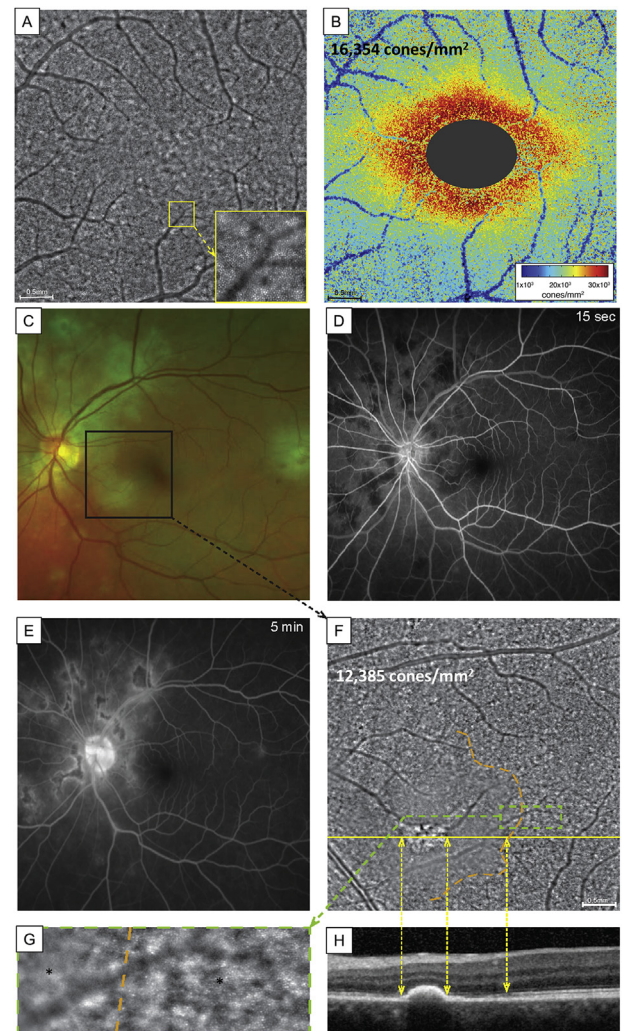 A
0.5mm
B
16,354 cones/mm²
0.5mm
1x10³ 20x10³ 30x10³
cones/mm²
C
D
15 sec
E
5 min
F
12,385 cones/mm²
0.5mm
G
*
*
H